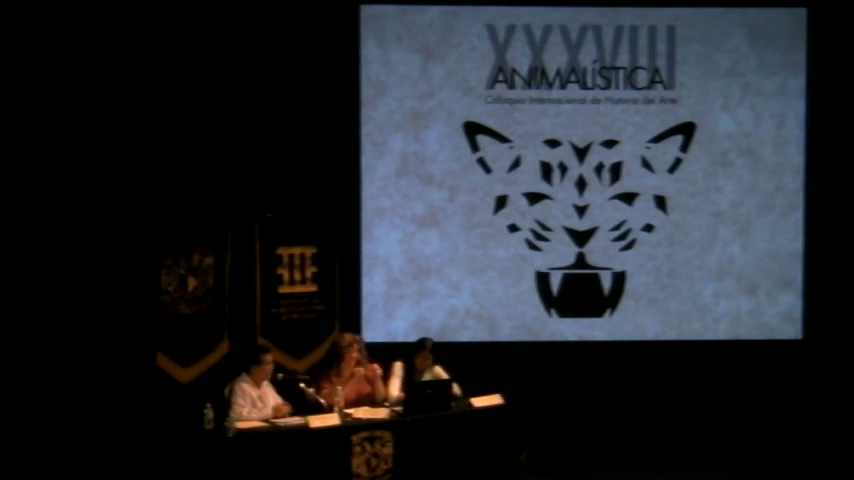 XXXVIII
ANIMALÍSTICA
Coloquio Internacional de Historia del Arte